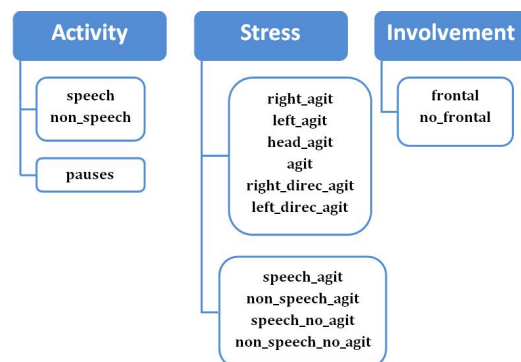 Activity
speech
non_speech
pauses
Stress
right_agit
left_agit
head_agit
agit
right_direc_agit
left_direc_agit
speech_agit
non_speech_agit
speech_no_agit
non_speech_no_agit
Involvement
frontal
no_frontal